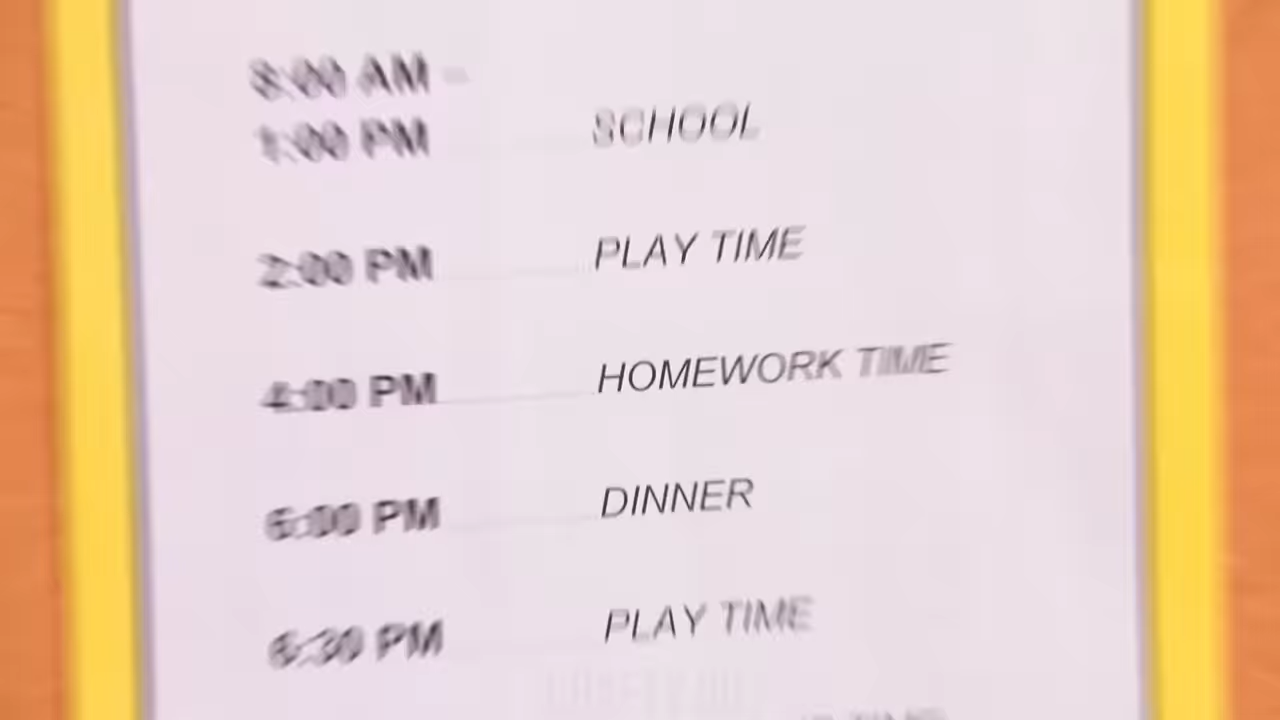 8:00 AM -
1:00 PM SCHOOL
2:00 PM PLAY TIME
4:00 PM HOMEWORK TIME
6:00 PM DINNER
6:30 PM PLAY TIME
TIME